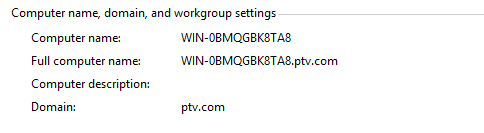 Computer name, domain, and workgroup settings
Computer name: WIN-0BMQGBK8TA8
Full computer name: WIN-0BMQGBK8TA8.ptv.com
Computer description:
Domain: ptv.com